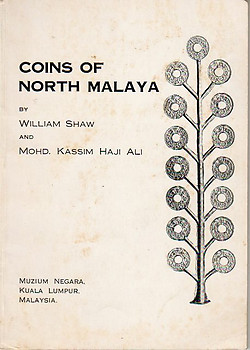 COINS OF
NORTH MALAYA
BY
WILLIAM SHAW
AND
MOHD. KASSIM HAJI ALI
MUZIUM NEGARA,
KUALA LUMPUR,
MALAYSIA.